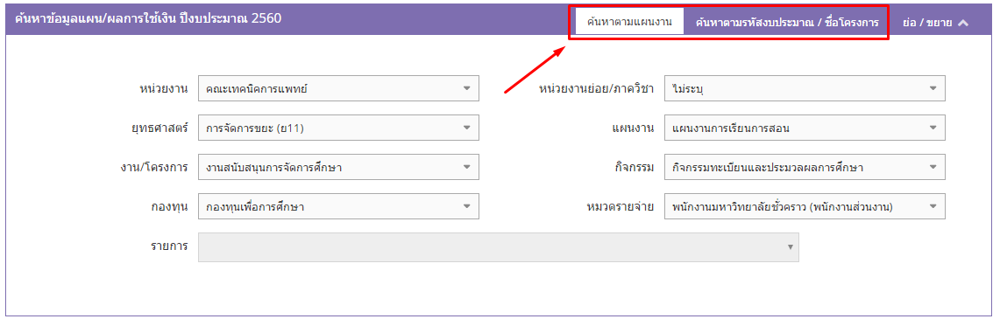 ค้นหาข้อมูลแผน/ผลการใช้เงิน ปีงบประมาณ 2560 ค้นหาตามแผนงาน ค้นหาตามรหัสงบประมาณ / ชื่อโครงการ ย่อ / ขยาย
หน่วยงาน คณะเทคนิคการแพทย์ หน่วยงานย่อย/ภาควิชา ไม่ระบุ
ยุทธศาสตร์ การจัดการขยะ (ย11) แผนงาน แผนงานการเรียนการสอน
งาน/โครงการ งานสนับสนุนการจัดการศึกษา กิจกรรม กิจกรรมทะเบียนและประมวลผลการศึกษา
กองทุน กองทุนเพื่อการศึกษา หมวดรายจ่าย พนักงานมหาวิทยาลัยชั่วคราว (พนักงานส่วนงาน)
รายการ